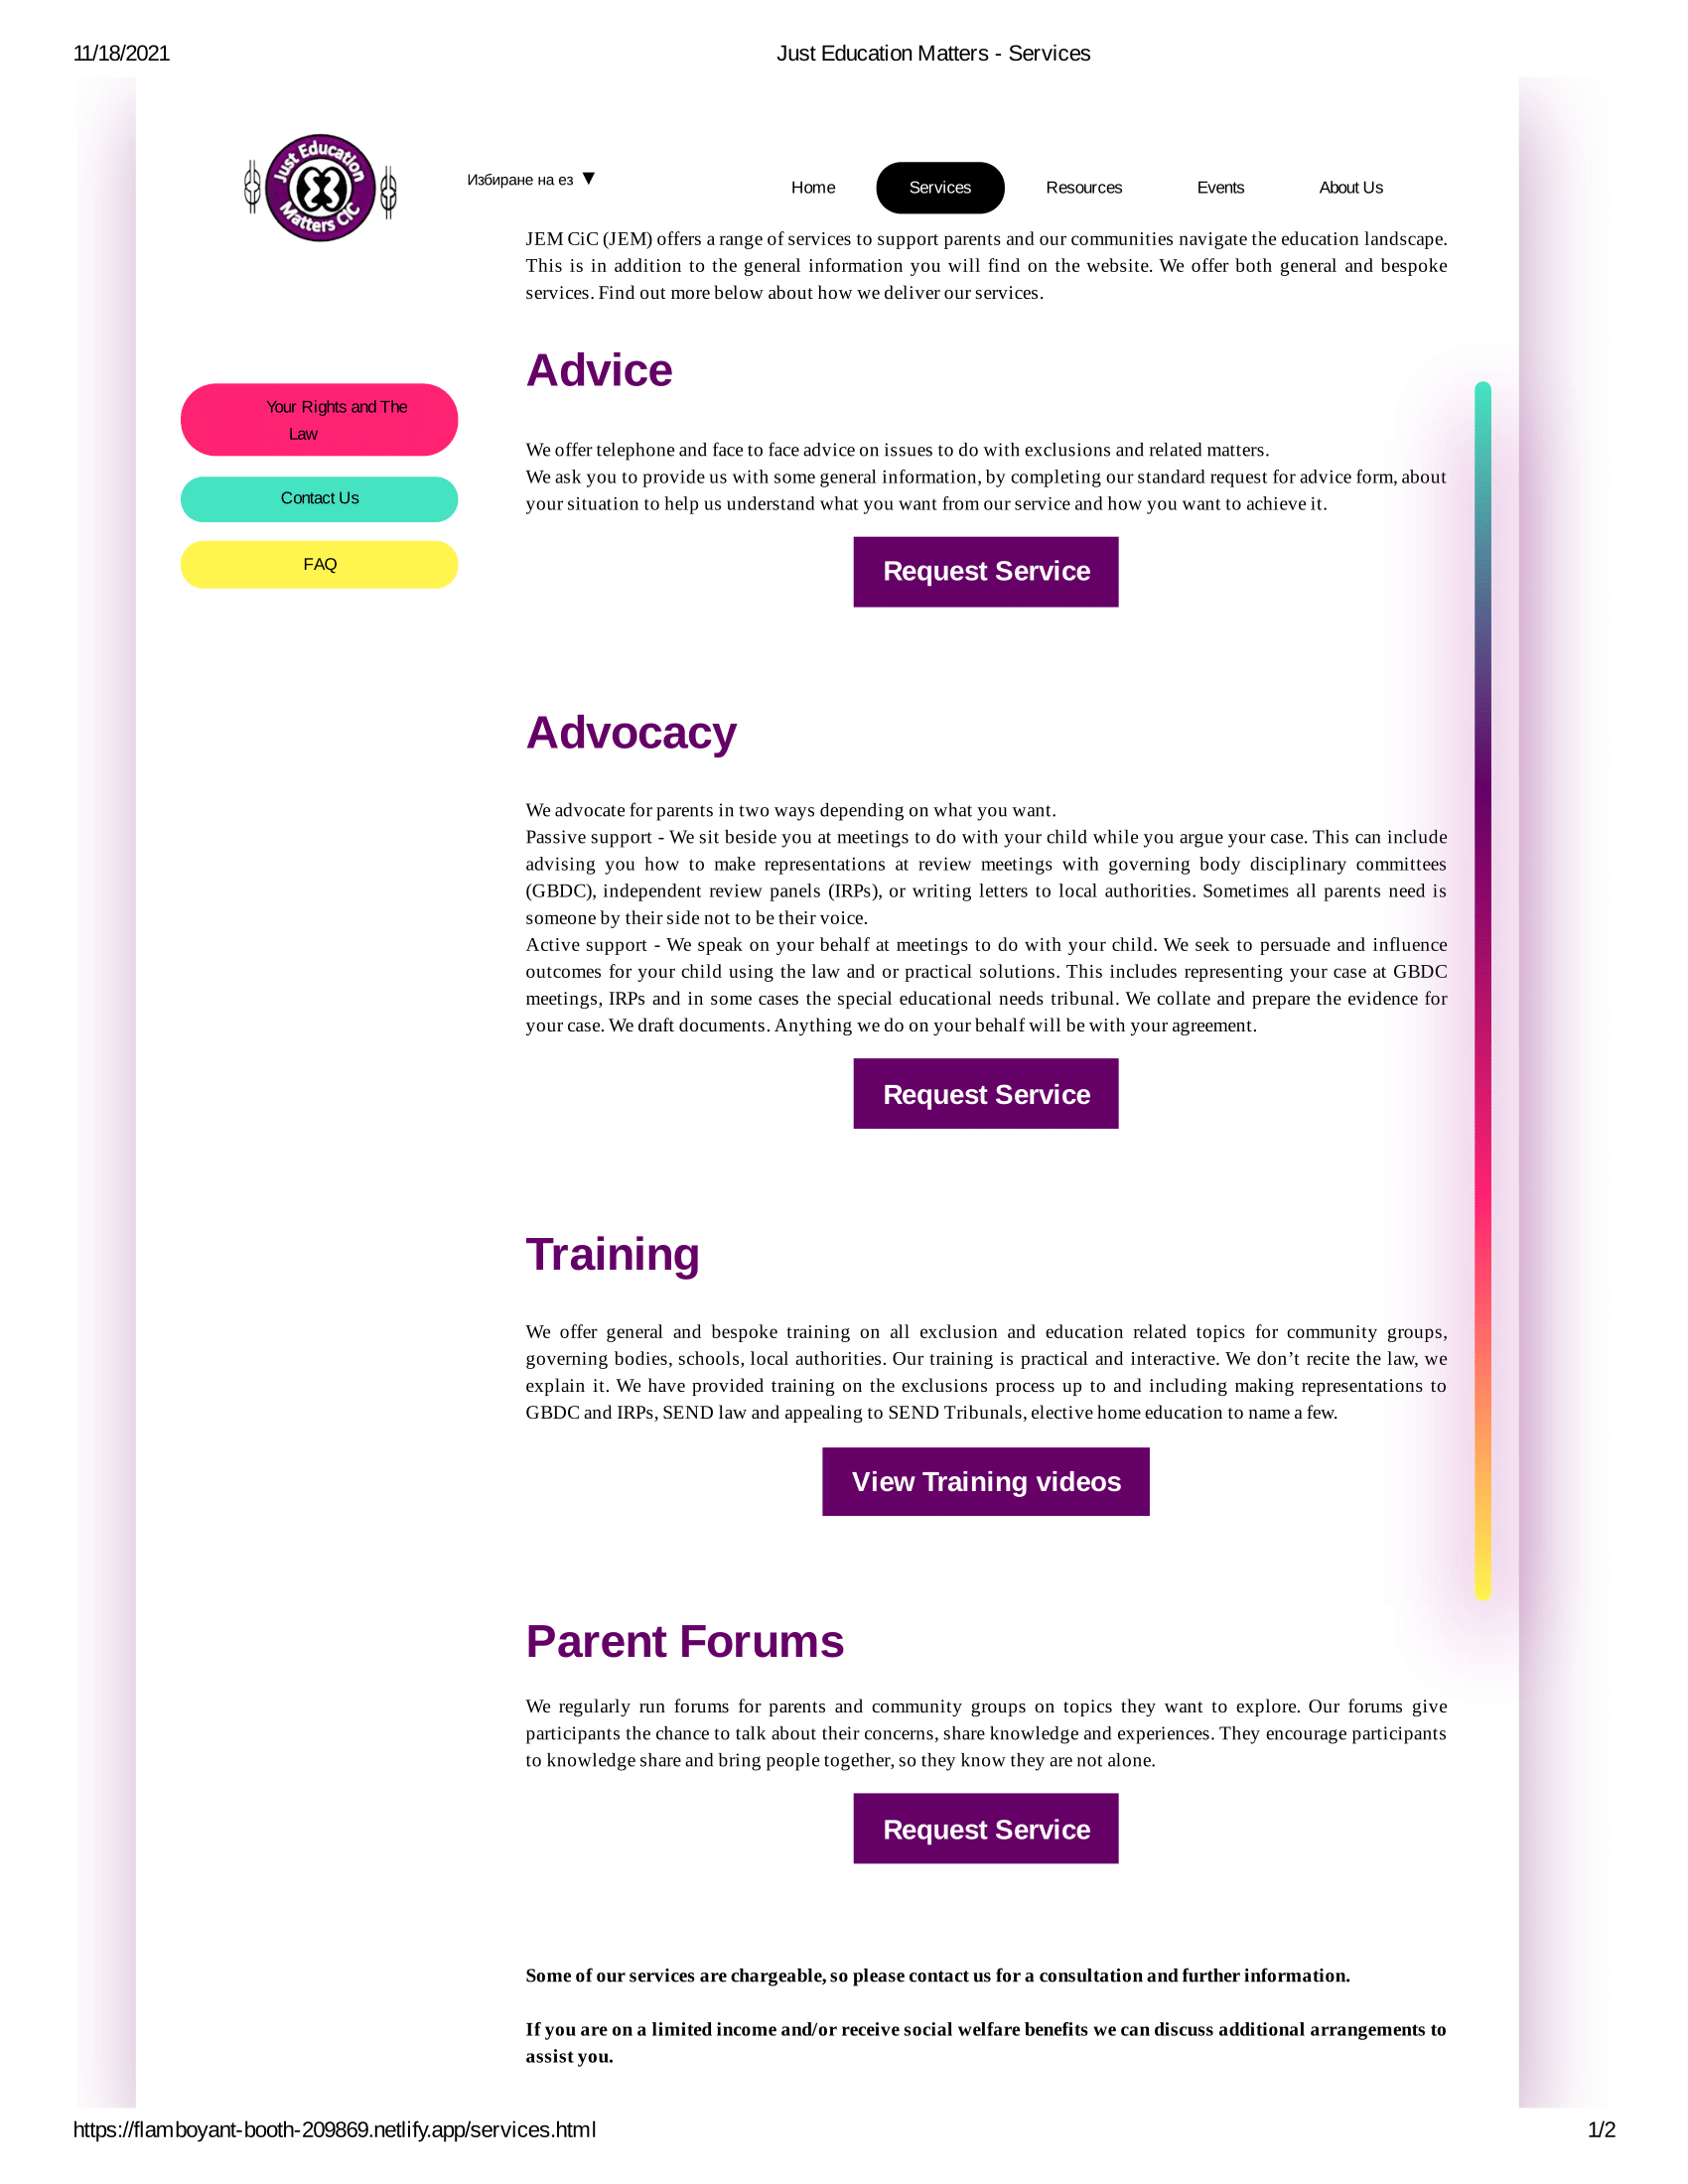 11/18/2021
Just Education Matters - Services
Just Education
Matters CIC
Избиране на ез ▼
Home
Services
Resources
Events
About Us
JEM CiC (JEM) offers a range of services to support parents and our communities navigate the education landscape.
This is in addition to the general information you will find on the website. We offer both general and bespoke
services. Find out more below about how we deliver our services.
Your Rights and The
Law
Contact Us
FAQ
Advice
We offer telephone and face to face advice on issues to do with exclusions and related matters.
We ask you to provide us with some general information, by completing our standard request for advice form, about
your situation to help us understand what you want from our service and how you want to achieve it.
Request Service
Advocacy
We advocate for parents in two ways depending on what you want.
Passive support - We sit beside you at meetings to do with your child while you argue your case. This can include
advising you how to make representations at review meetings with governing body disciplinary committees
(GBDC), independent review panels (IRPs), or writing letters to local authorities. Sometimes all parents need is
someone by their side not to be their voice.
Active support - We speak on your behalf at meetings to do with your child. We seek to persuade and influence
outcomes for your child using the law and or practical solutions. This includes representing your case at GBDC
meetings, IRPs and in some cases the special educational needs tribunal. We collate and prepare the evidence for
your case. We draft documents. Anything we do on your behalf will be with your agreement.
Request Service
Training
We offer general and bespoke training on all exclusion and education related topics for community groups,
governing bodies, schools, local authorities. Our training is practical and interactive. We don’t recite the law, we
explain it. We have provided training on the exclusions process up to and including making representations to
GBDC and IRPs, SEND law and appealing to SEND Tribunals, elective home education to name a few.
View Training videos
Parent Forums
We regularly run forums for parents and community groups on topics they want to explore. Our forums give
participants the chance to talk about their concerns, share knowledge and experiences. They encourage participants
to knowledge share and bring people together, so they know they are not alone.
Request Service
Some of our services are chargeable, so please contact us for a consultation and further information.
If you are on a limited income and/or receive social welfare benefits we can discuss additional arrangements to
assist you.
https://flamboyant-booth-209869.netlify.app/services.html
1/2